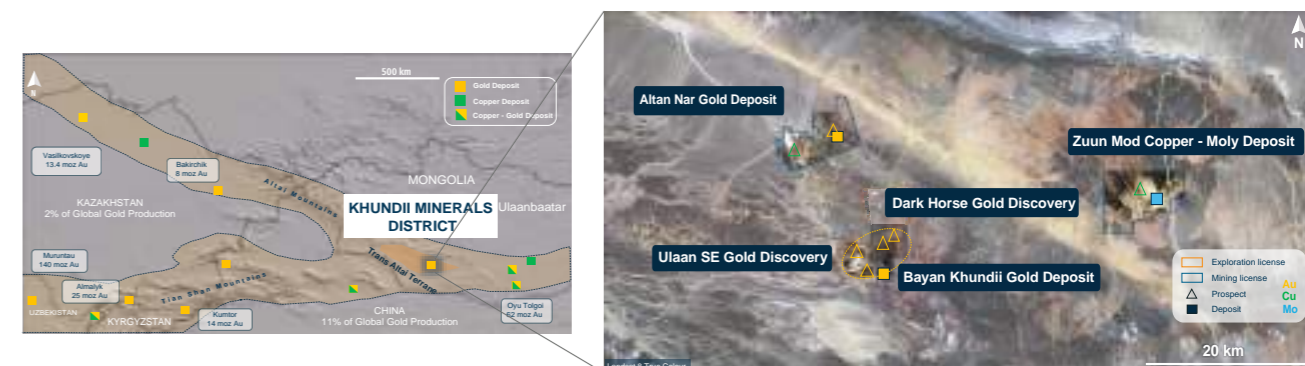 N
500 km
Gold Deposit
Copper Deposit
Copper - Gold Deposit
Vasilkovskoye
13.4 moz Au
Bakirchik
8 moz Au
Altai Mountains
MONGOLIA
KAZAKHSTAN
2% of Global Gold Production
KHUNDII MINERALS
DISTRICT
Ulaanbaatar
Muruntau
140 moz Au
Almalyk
25 moz Au
Tien Shan Mountains
Trans Altai Terrane
UZBEKISTAN
KYRGYZSTAN
Kumtor
14 moz Au
CHINA
11% of Global Gold Production
Oyu Tolgoi
52 moz Au
N
Altan Nar Gold Deposit
Zuun Mod Copper - Moly Deposit
Dark Horse Gold Discovery
Ulaan SE Gold Discovery
Bayan Khundii Gold Deposit
Exploration license
Mining license
Prospect
Deposit
Au
Cu
Mo
20 km